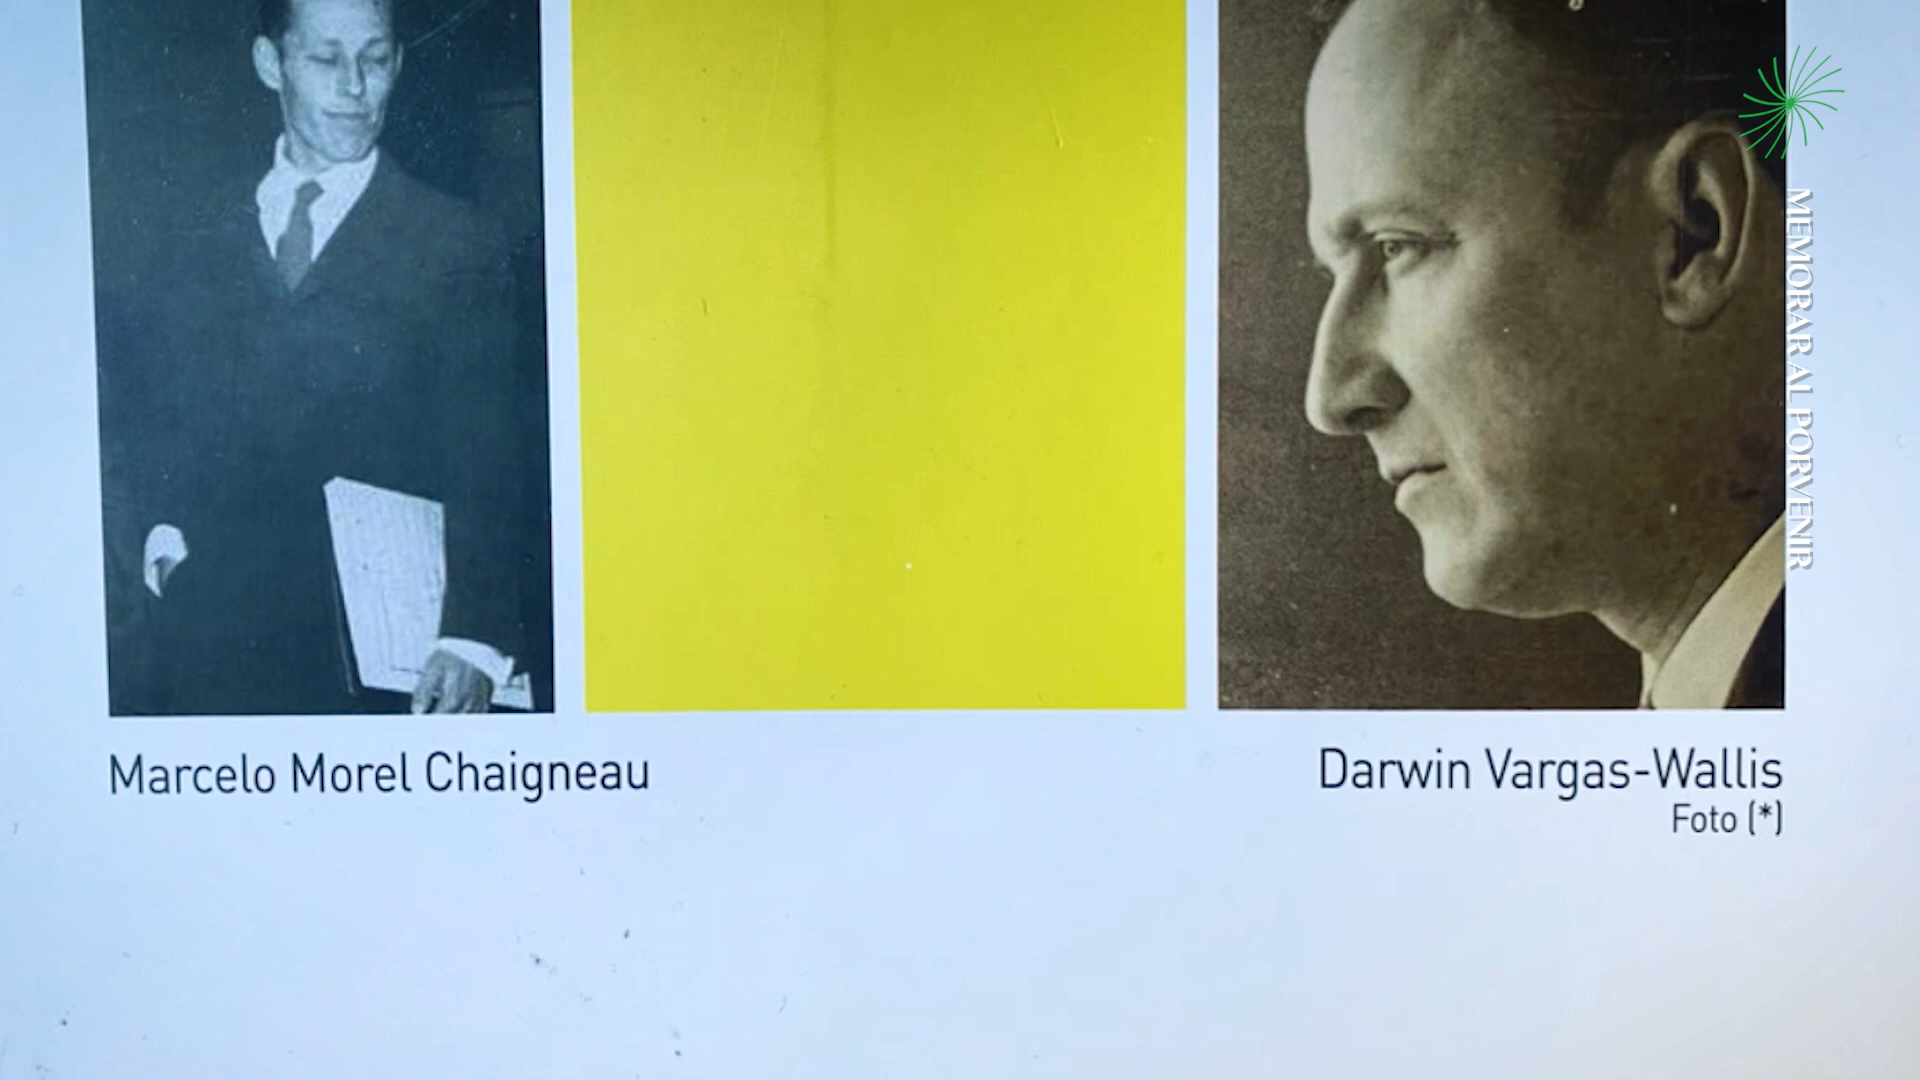 Marcelo Morel Chaigneau
Darwin Vargas-Wallis
Foto (*)
MEMORAR AL PORVENIR